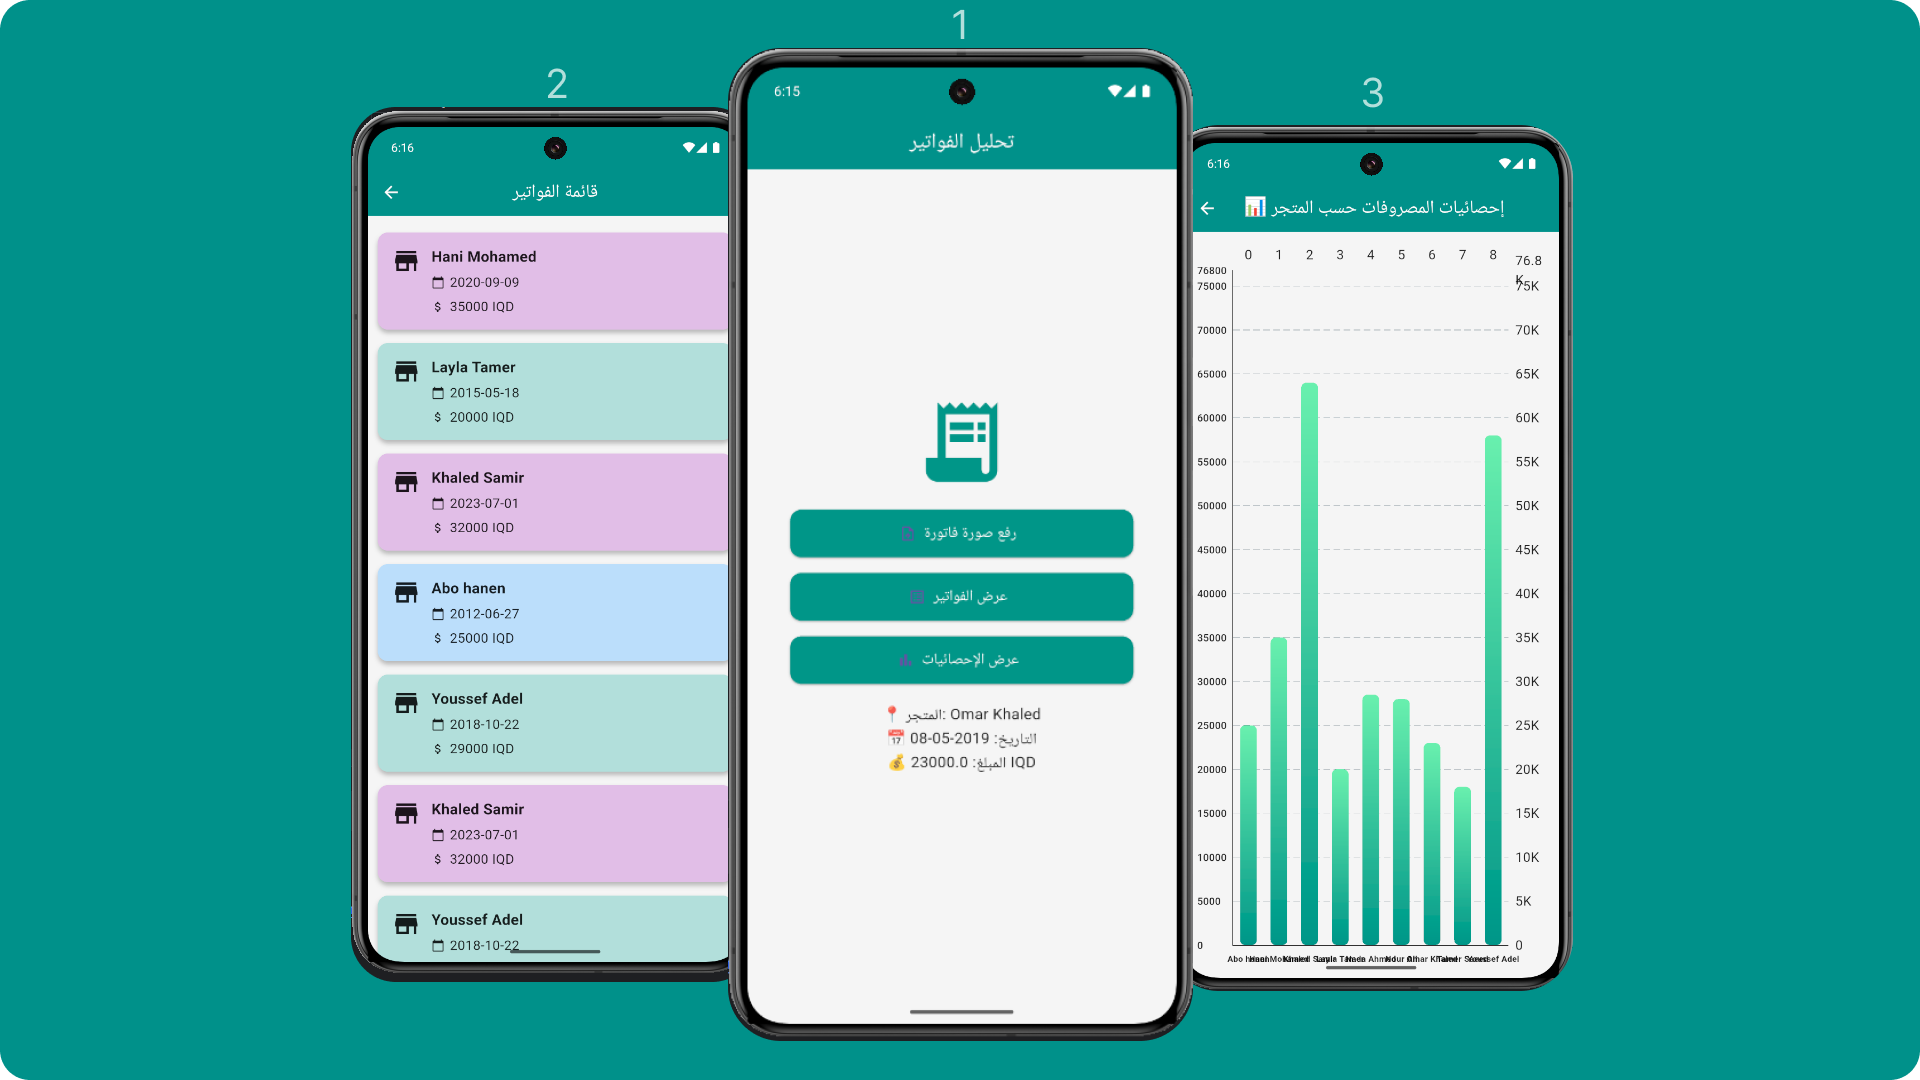 1
6:15
تحليل الفواتير
رفع صورة فاتورة
عرض الفواتير
عرض الإحصائيات
📍 المتجر: Omar Khaled
📅 التاريخ: 2019-05-08
💰 المبلغ: 23000.0 IQD
2
6:16
قائمة الفواتير
Hani Mohamed
2020-09-09
$ 35000 IQD
Layla Tamer
2015-05-18
$ 20000 IQD
Khaled Samir
2023-07-01
$ 32000 IQD
Abo hanen
2012-06-27
$ 25000 IQD
Youssef Adel
2018-10-22
$ 29000 IQD
Khaled Samir
2023-07-01
$ 32000 IQD
Youssef Adel
2018-10-22
3
6:16
إحصائيات المصروفات حسب المتجر 📊
0 1 2 3 4 5 6 7 8
76800 76.8K
75000 75K
70000 70K
65000 65K
60000 60K
55000 55K
50000 50K
45000 45K
40000 40K
35000 35K
30000 30K
25000 25K
20000 20K
15000 15K
10000 10K
5000 5K
0 0
Abo Adel